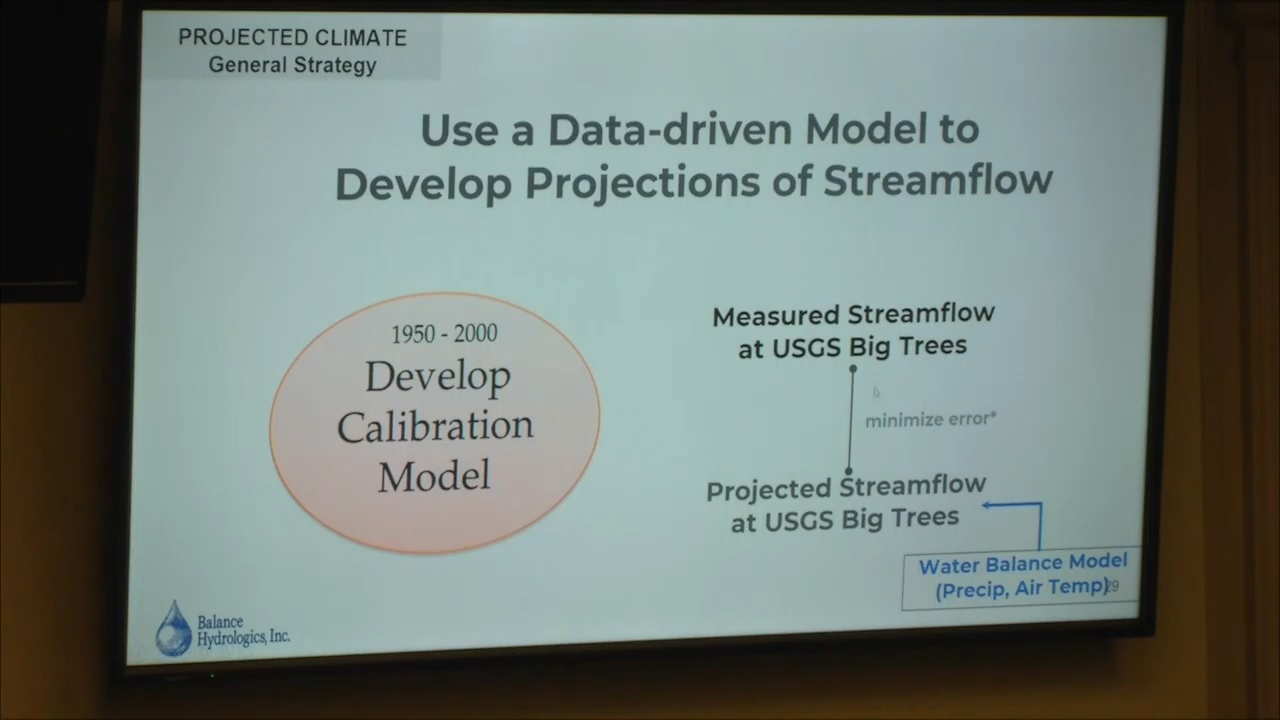 PROJECTED CLIMATE
General Strategy
Use a Data-driven Model to
Develop Projections of Streamflow
1950 - 2000
Develop
Calibration
Model
Measured Streamflow
at USGS Big Trees
minimize error*
Projected Streamflow
at USGS Big Trees
Water Balance Model
(Precip, Air Temp)
29
Balance
Hydrologics, Inc.